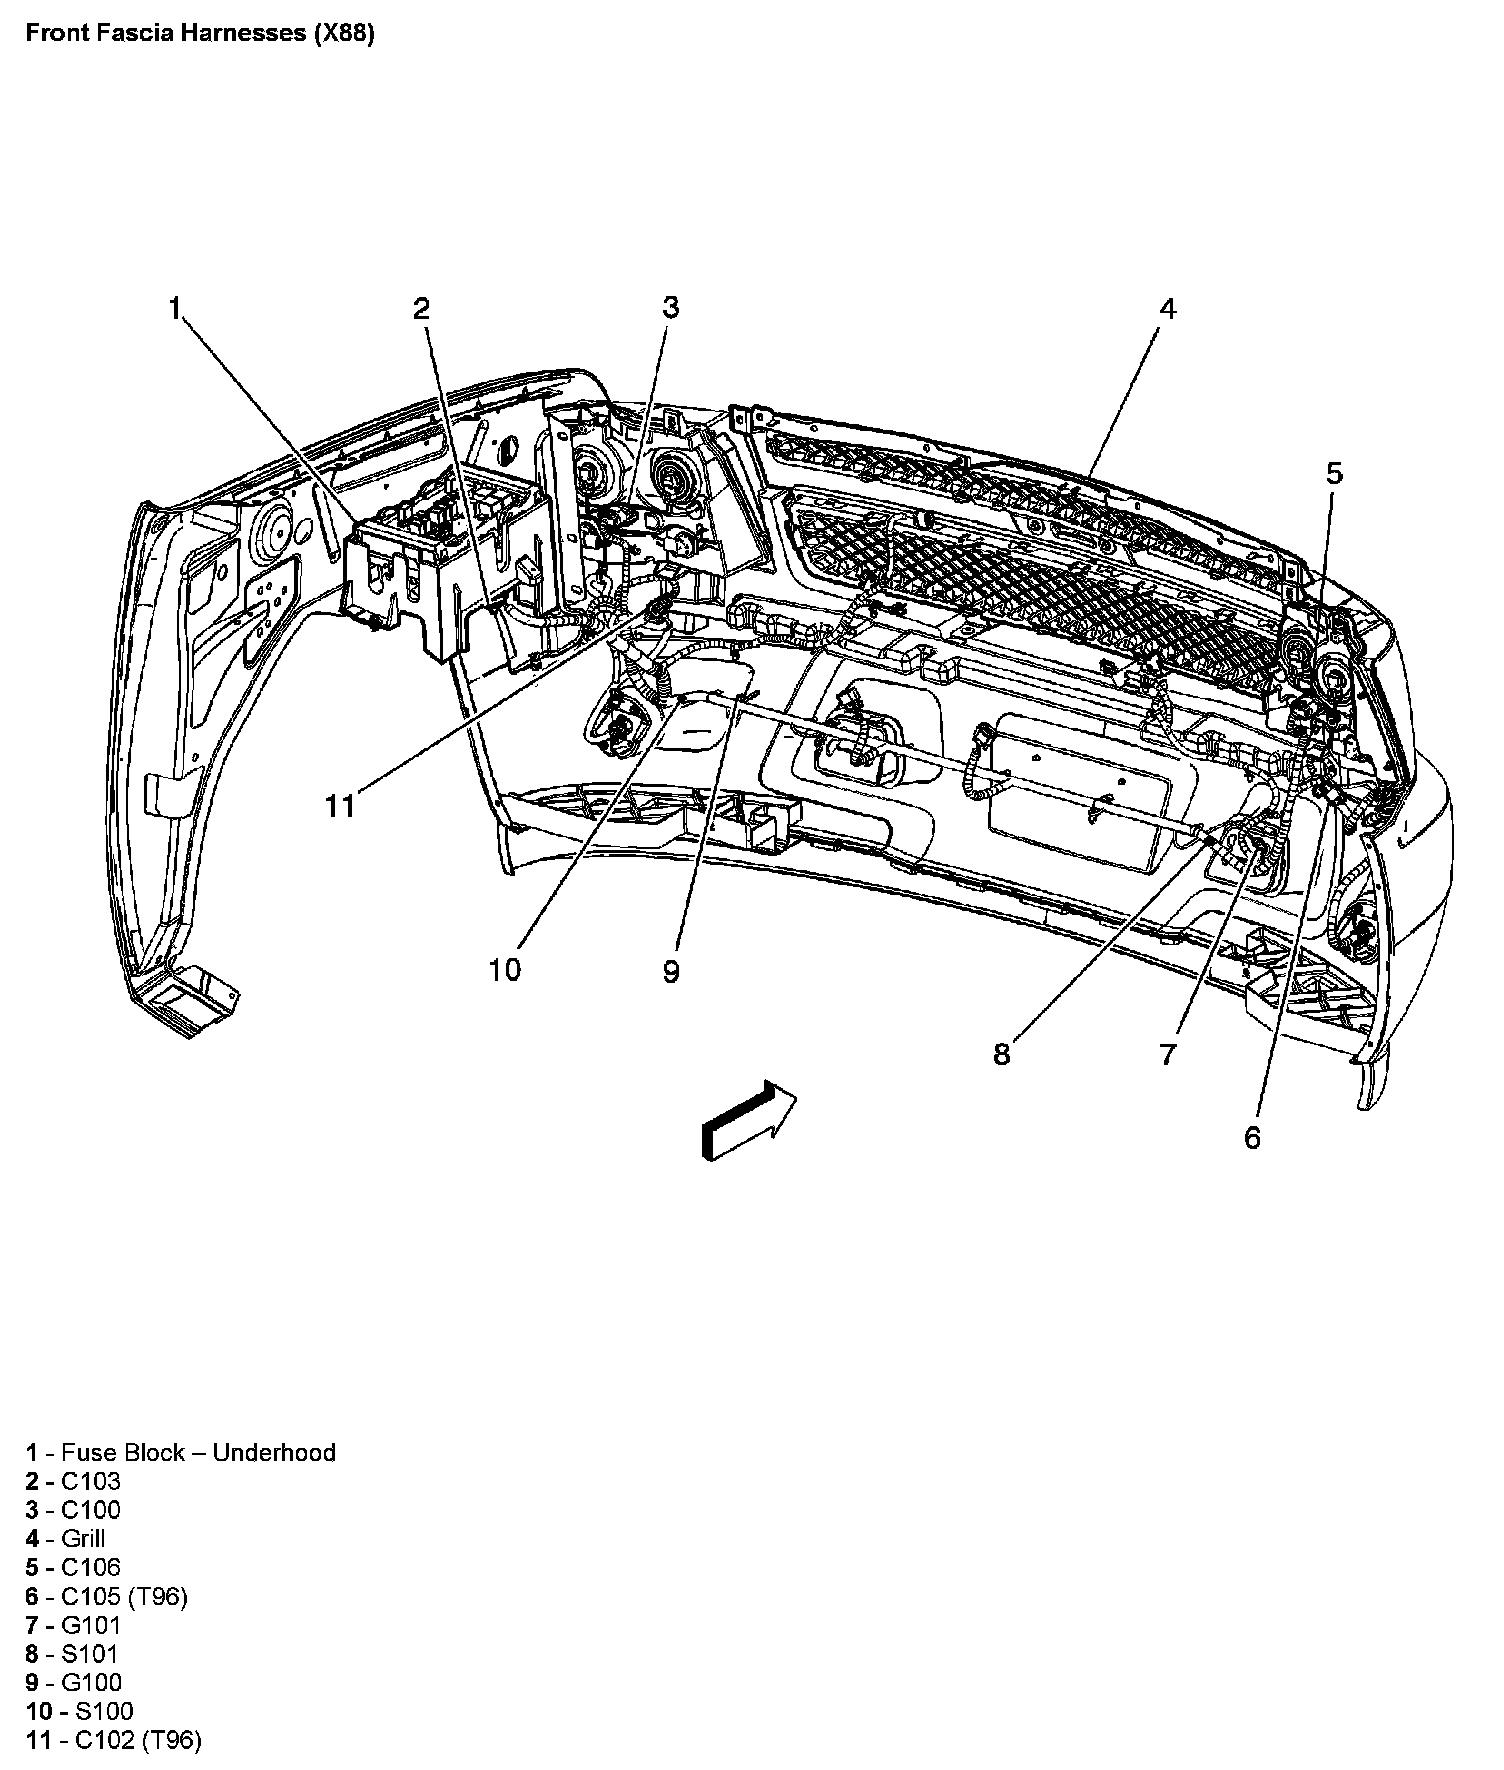 Front Fascia Harnesses (X88)
1
2
3
4
5
11
10
9
8
7
6
1 - Fuse Block – Underhood
2 - C103
3 - C100
4 - Grill
5 - C106
6 - C105 (T96)
7 - G101
8 - S101
9 - G100
10 - S100
11 - C102 (T96)